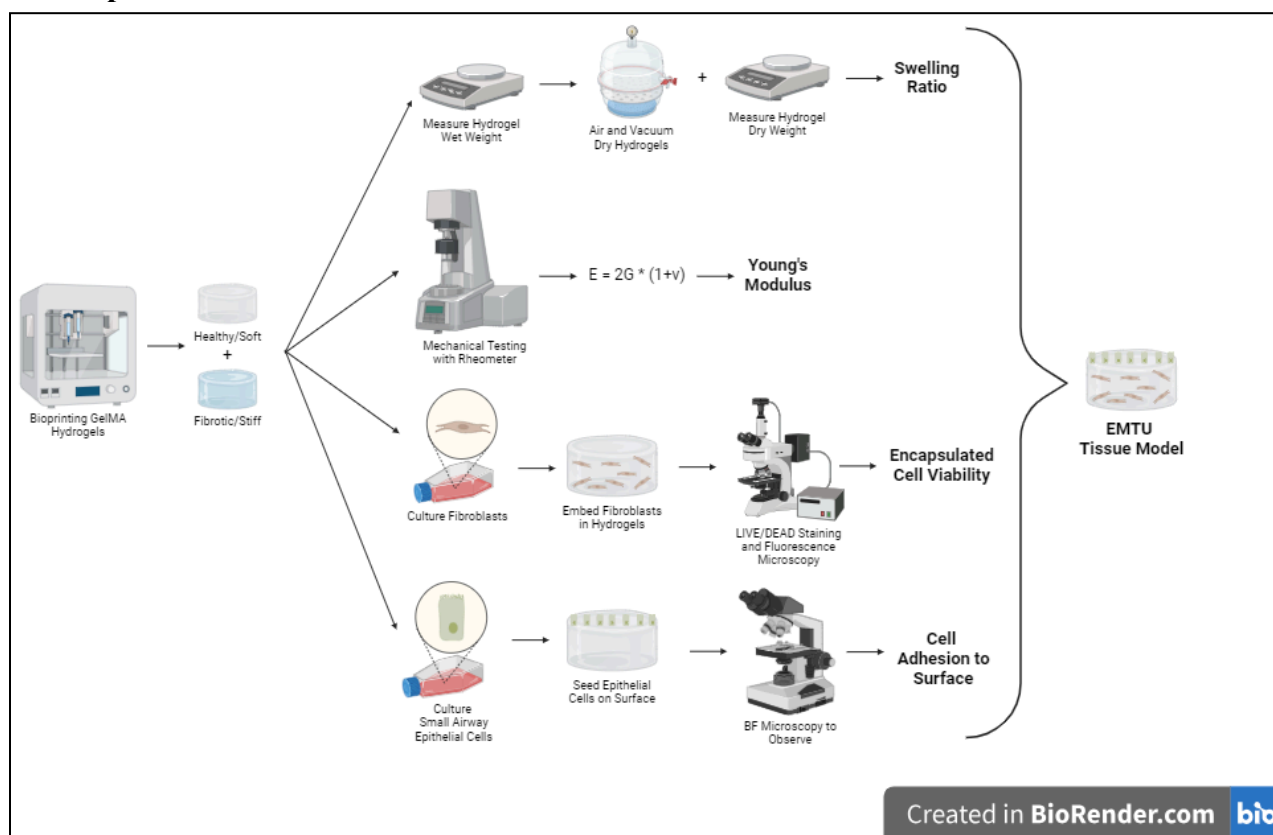 Measure Hydrogel
Wet Weight
Air and Vacuum
Dry Hydrogels
+
Measure Hydrogel
Dry Weight
Swelling
Ratio
Bioprinting GelMA
Hydrogels
Healthy/Soft
+
Fibrotic/Stiff
Mechanical Testing
with Rheometer
E = 2G * (1+v)
Young's
Modulus
Culture Fibroblasts
Embed Fibroblasts
in Hydrogels
LIVE/DEAD Staining
and Fluorescence
Microscopy
Encapsulated
Cell Viability
Culture
Small Airway
Epithelial Cells
Seed Epithelial
Cells on Surface
BF Microscopy to
Observe
Cell
Adhesion to
Surface
EMTU
Tissue Model
Created in BioRender.com
bio